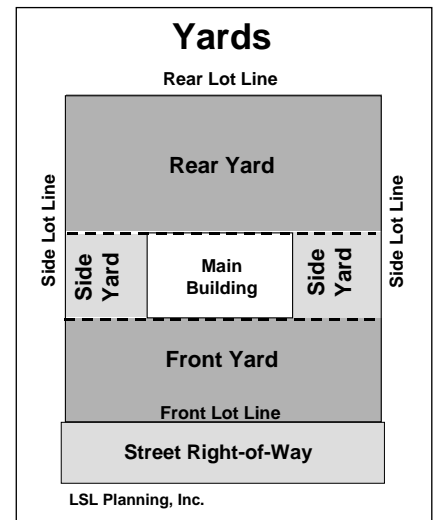 Yards
Rear Lot Line
Rear Yard
Side Lot Line
Side Lot Line
Side
Yard
Main
Building
Side
Yard
Front Yard
Front Lot Line
Street Right-of-Way
LSL Planning, Inc.